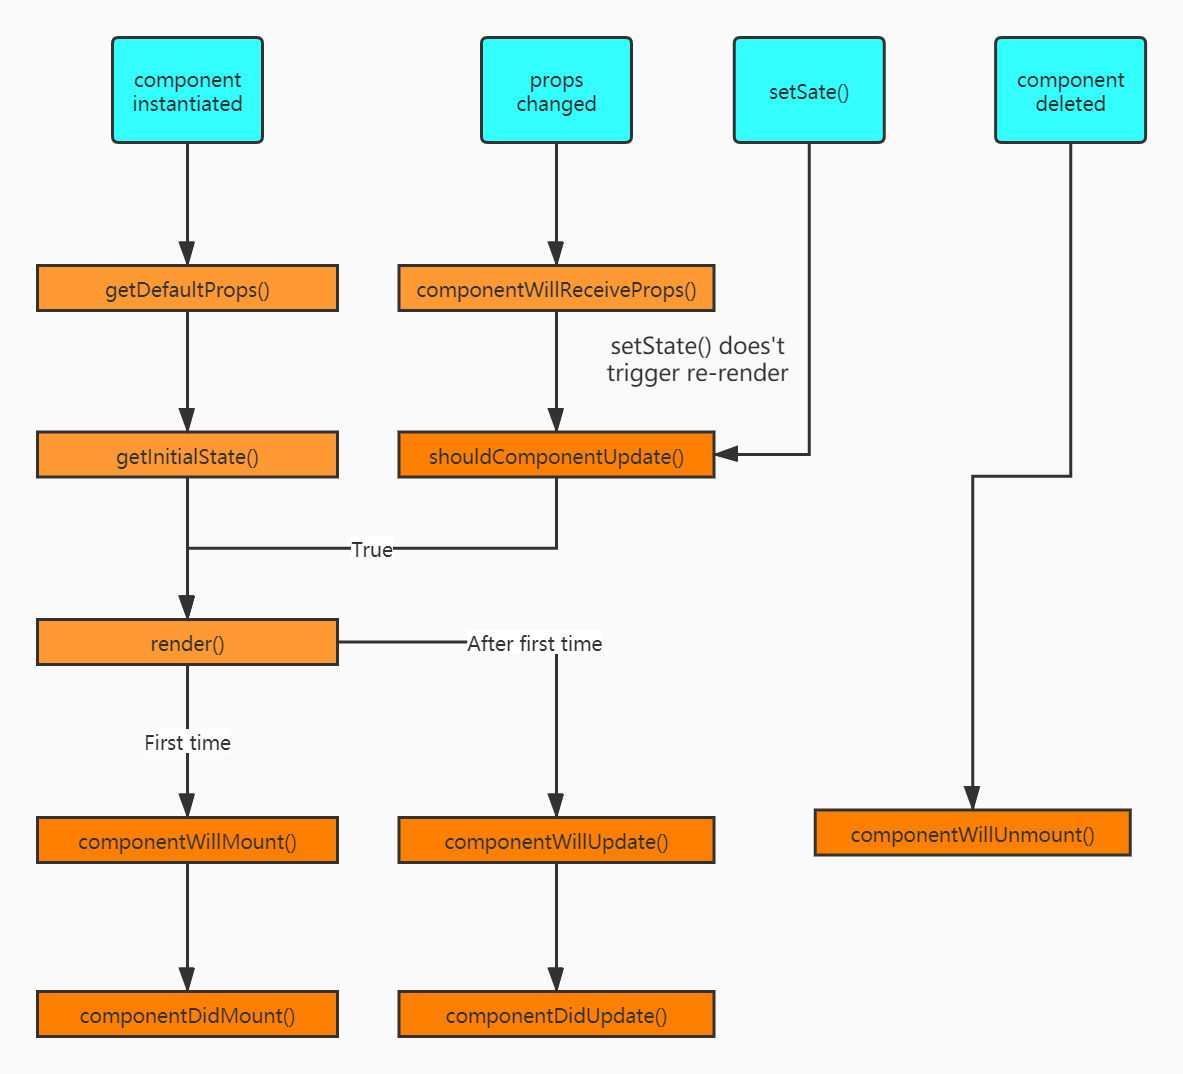 component
instantiated
props
changed
setSate()
component
deleted
getDefaultProps()
componentWillReceiveProps()
setState() does't
trigger re-render
getInitialState()
shouldComponentUpdate()
True
render()
After first time
First time
componentWillMount()
componentWillUpdate()
componentWillUnmount()
componentDidMount()
componentDidUpdate()